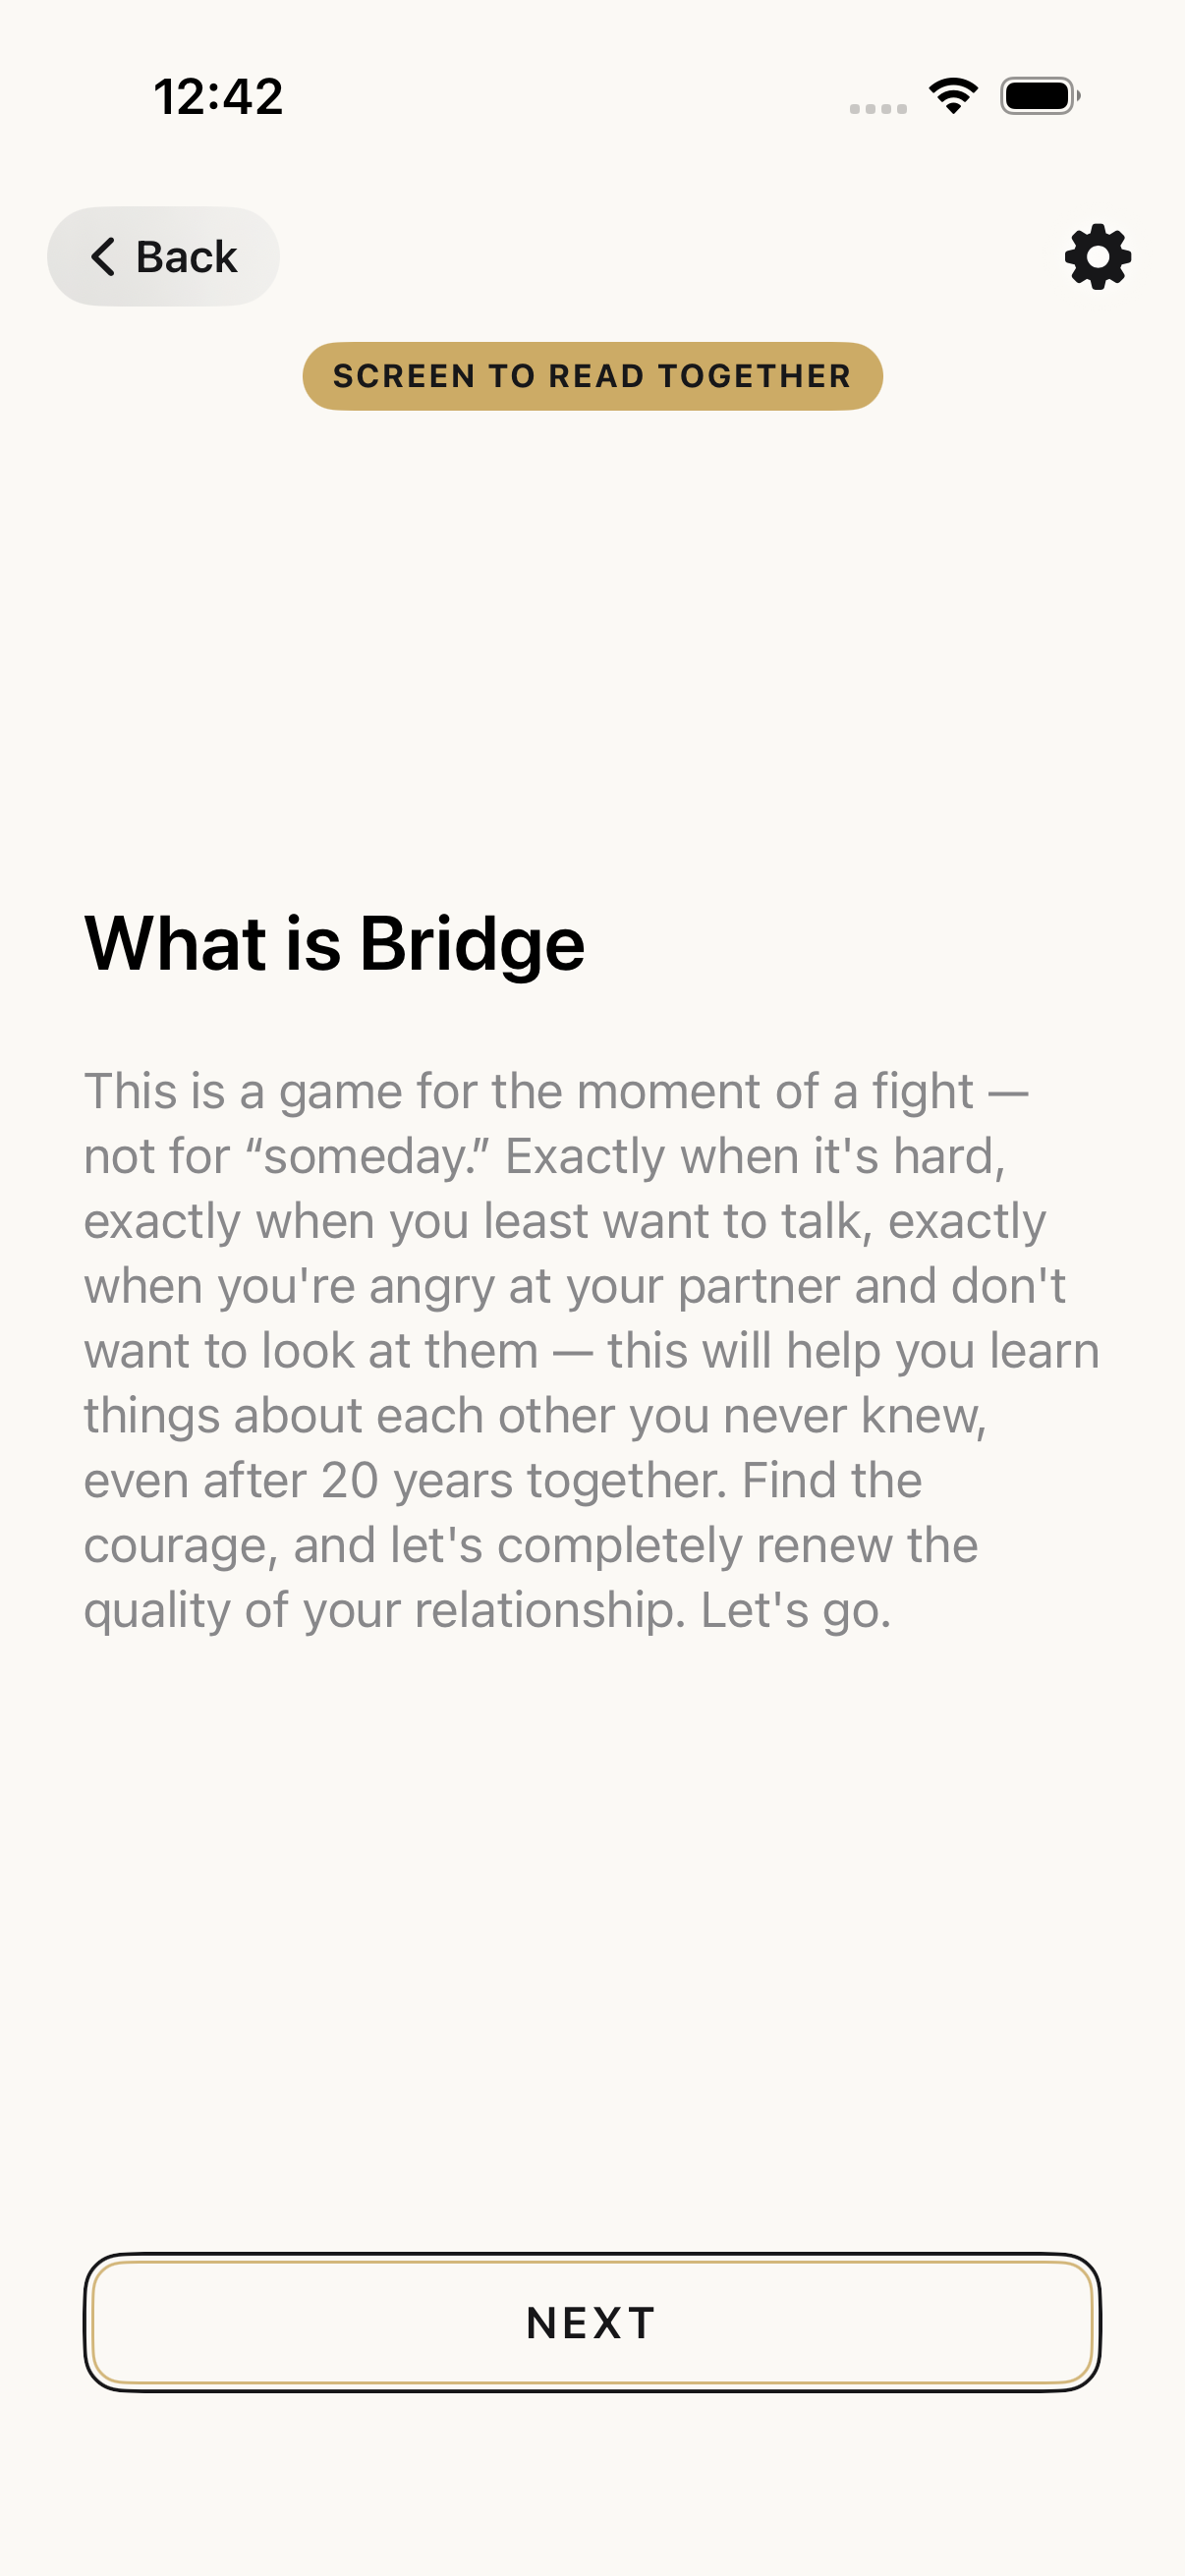 12:42
Back
SCREEN TO READ TOGETHER
What is Bridge
This is a game for the moment of a fight —
not for “someday.” Exactly when it's hard,
exactly when you least want to talk, exactly
when you're angry at your partner and don't
want to look at them — this will help you learn
things about each other you never knew,
even after 20 years together. Find the
courage, and let's completely renew the
quality of your relationship. Let's go.
NEXT